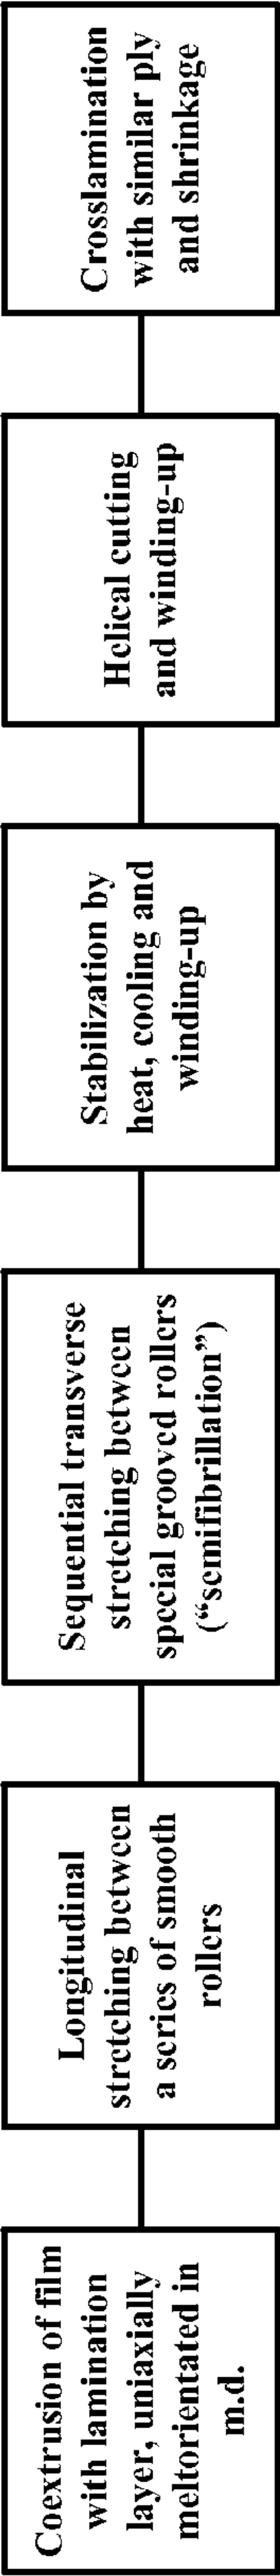 Coextrusion of film
with lamination
layer, uniaxially
meltorientated in
m.d.
Longitudinal
stretching between
a series of smooth
rollers
Sequential transverse
stretching between
special grooved rollers
(“semifibrillation”)
Stabilization by
heat, cooling and
winding-up
Helical cutting
and winding-up
Crosslamination
with similar ply
and shrinkage